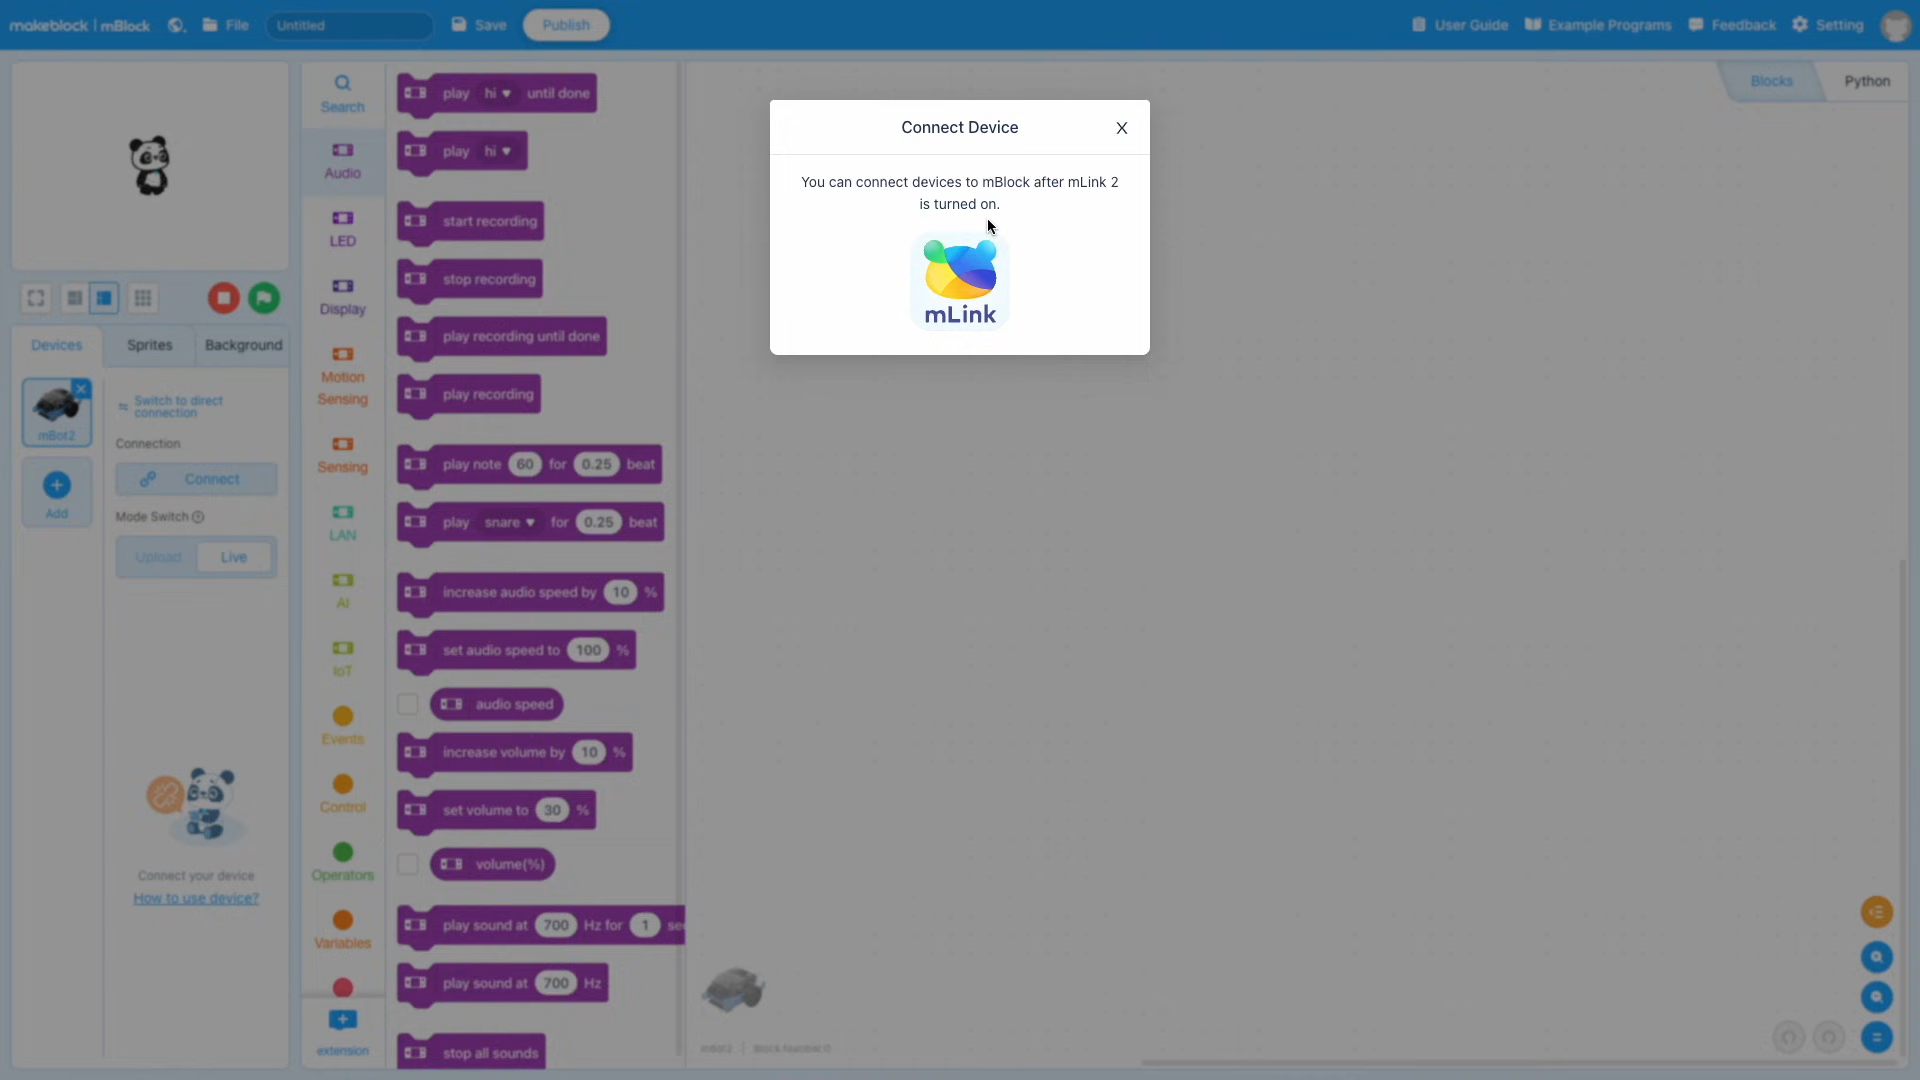 makeblock | mBlock
File
Untitled
Save
Publish
User Guide
Example Programs
Feedback
Setting
Blocks
Python
Connect Device
X
You can connect devices to mBlock after mLink 2
is turned on.
mLink
Devices
Sprites
Background
mBot2
Add
Switch to direct
connection
Connection
Connect
Mode Switch
Upload
Live
Connect your device
How to use device?
Search
Audio
LED
Display
Motion
Sensing
Sensing
LAN
AI
IoT
Events
Control
Operators
Variables
extension
play hi until done
play hi
start recording
stop recording
play recording until done
play recording
play note 60 for 0.25 beat
play snare for 0.25 beat
increase audio speed by 10 %
set audio speed to 100 %
audio speed
increase volume by 10 %
set volume to 30 %
volume(%)
play sound at 700 Hz for 1 sec
play sound at 700 Hz
stop all sounds
mBot2 | Block Number:0